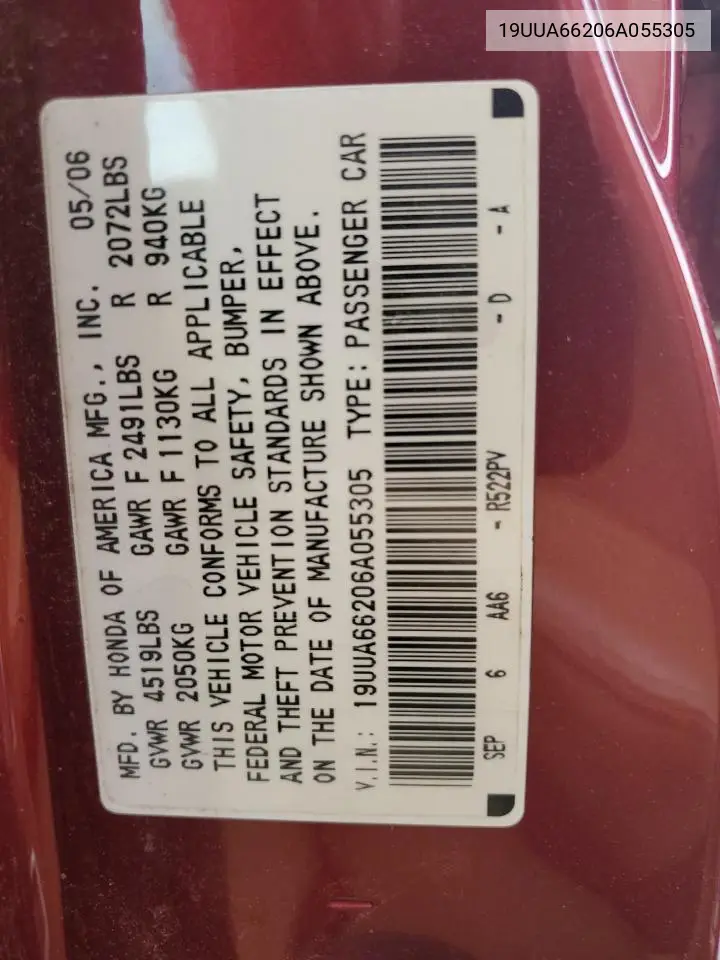 19UUA66206A055305
MFD. BY HONDA OF AMERICA MFG., INC. 05/06
GVWR 4519LBS GAWR F 2491LBS R 2072LBS
GVWR 2050KG GAWR F 1130KG R 940KG
THIS VEHICLE CONFORMS TO ALL APPLICABLE
FEDERAL MOTOR VEHICLE SAFETY, BUMPER,
AND THEFT PREVENTION STANDARDS IN EFFECT
ON THE DATE OF MANUFACTURE SHOWN ABOVE.
V.I.N.: 19UUA66206A055305 TYPE: PASSENGER CAR
SEP 6 AA6 - R522PV - D - A